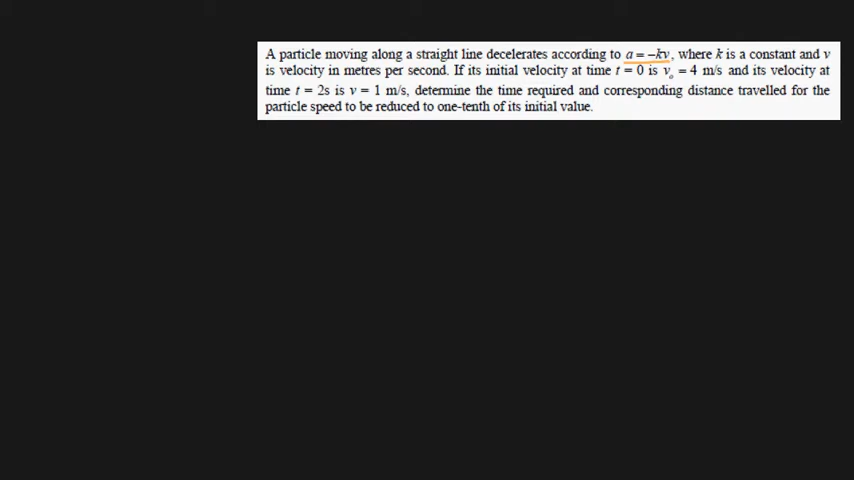 A particle moving along a straight line decelerates according to a = –kv, where k is a constant and v
is velocity in metres per second. If its initial velocity at time t = 0 is vₒ = 4 m/s and its velocity at
time t = 2s is v = 1 m/s, determine the time required and corresponding distance travelled for the
particle speed to be reduced to one-tenth of its initial value.